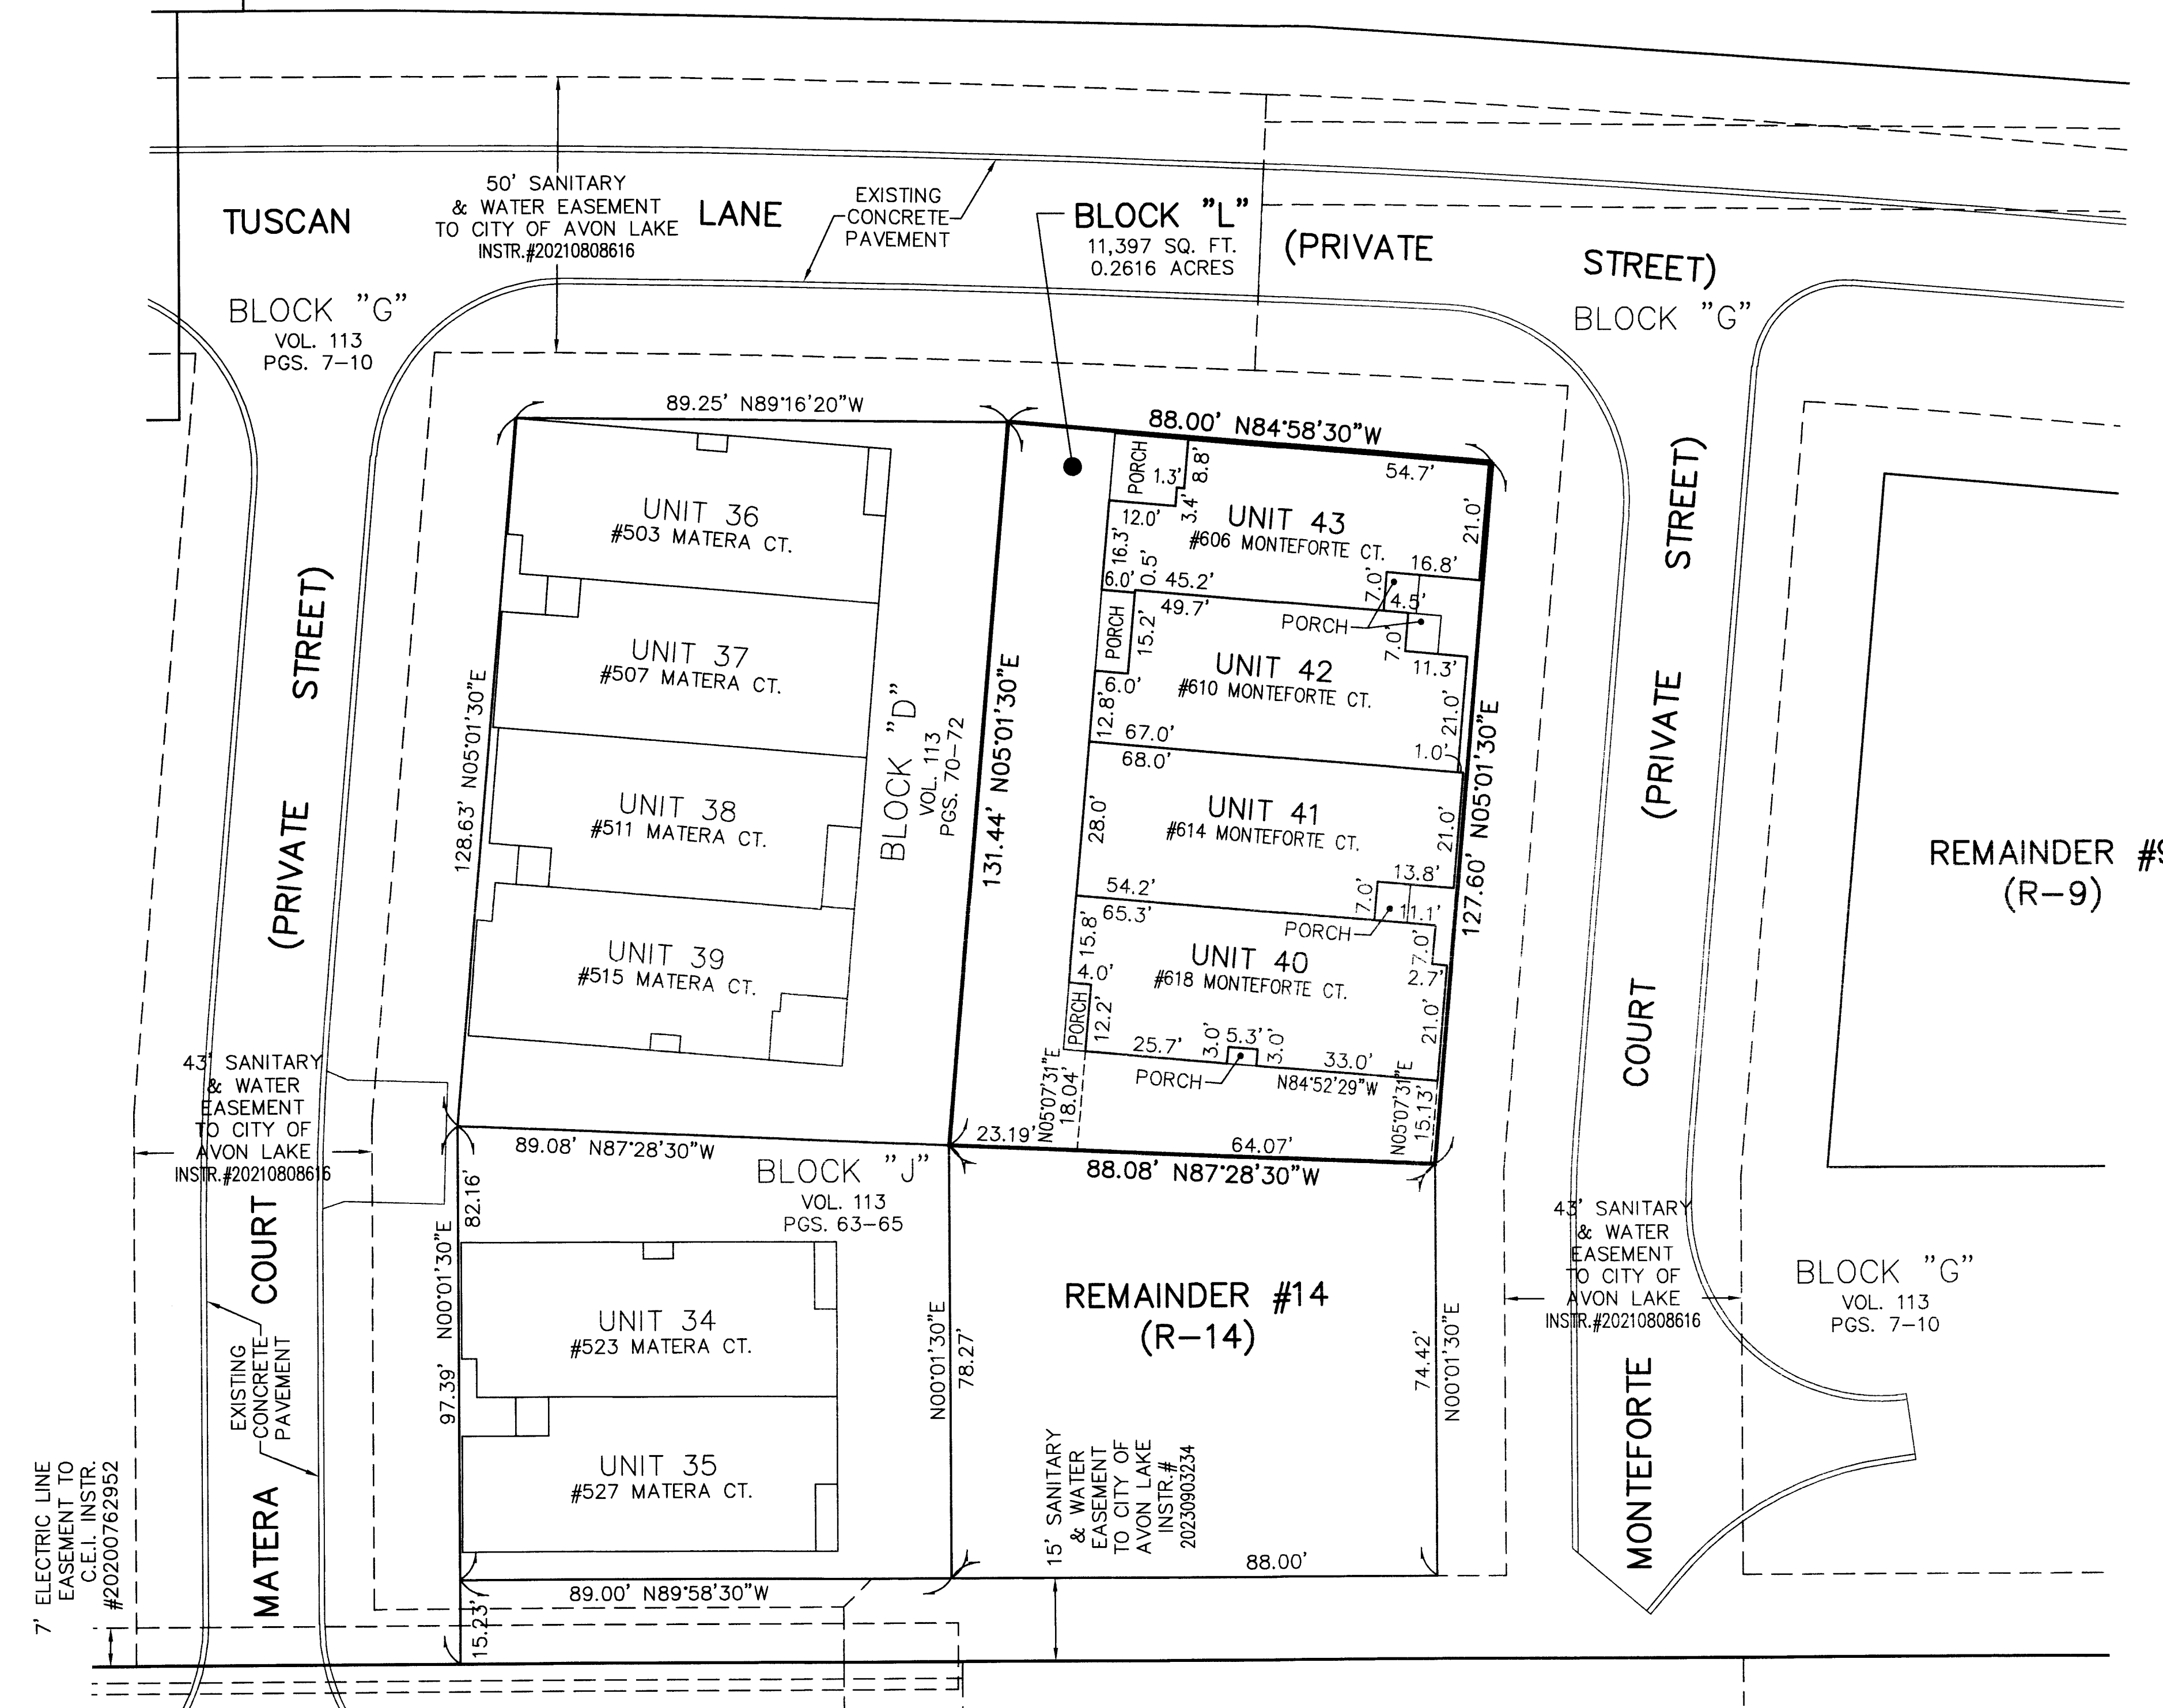 TUSCAN LANE (PRIVATE STREET)
50' SANITARY
& WATER EASEMENT
TO CITY OF AVON LAKE
INSTR.#20210808616
EXISTING
CONCRETE
PAVEMENT
BLOCK "L"
11,397 SQ. FT.
0.2616 ACRES
BLOCK "G"
VOL. 113
PGS. 7-10
BLOCK "G"
89.25' N89°16'20"W
88.00' N84°58'30"W
UNIT 36
#503 MATERA CT.
UNIT 37
#507 MATERA CT.
UNIT 38
#511 MATERA CT.
UNIT 39
#515 MATERA CT.
128.63' N05°01'30"E
BLOCK "D"
VOL. 113
PGS. 70-72
131.44' N05°01'30"E
PORCH
1.3'
8.8'
54.7'
12.0'
3.4'
UNIT 43
#606 MONTEFORTE CT.
21.0'
16.3'
0.5'
16.8'
6.0'
45.2'
7.0'
4.5'
49.7'
PORCH
PORCH
15.2'
7.0'
UNIT 42
#610 MONTEFORTE CT.
11.3'
6.0'
12.8'
21.0'
67.0'
1.0'
68.0'
UNIT 41
#614 MONTEFORTE CT.
28.0'
21.0'
13.8'
54.2'
7.0'
11.1'
65.3'
PORCH
15.8'
7.0'
UNIT 40
#618 MONTEFORTE CT.
4.0'
2.7'
PORCH
12.2'
21.0'
25.7'
3.0'
5.3'
3.0'
33.0'
PORCH
N84°52'29"W
N05°07'31"E
18.04'
N05°07'31"E
15.13'
127.60' N05°01'30"E
23.19'
64.07'
88.08' N87°28'30"W
89.08' N87°28'30"W
REMAINDER #9
(R-9)
43' SANITARY
& WATER
EASEMENT
TO CITY OF
AVON LAKE
INSTR.#20210808616
BLOCK "J"
VOL. 113
PGS. 63-65
82.16'
97.39' N00°01'30"E
UNIT 34
#523 MATERA CT.
UNIT 35
#527 MATERA CT.
N00°01'30"E
78.27'
REMAINDER #14
(R-14)
74.42'
N00°01'30"E
43' SANITARY
& WATER
EASEMENT
TO CITY OF
AVON LAKE
INSTR.#20210808616
BLOCK "G"
VOL. 113
PGS. 7-10
15' SANITARY
& WATER
EASEMENT
TO CITY OF
AVON LAKE
INSTR.#
20230903234
88.00'
89.00' N89°58'30"W
15.23'
EXISTING
CONCRETE
PAVEMENT
7' ELECTRIC LINE
EASEMENT TO
C.E.I. INSTR.
#20200762952
MATERA COURT (PRIVATE STREET)
MONTEFORTE COURT (PRIVATE STREET)